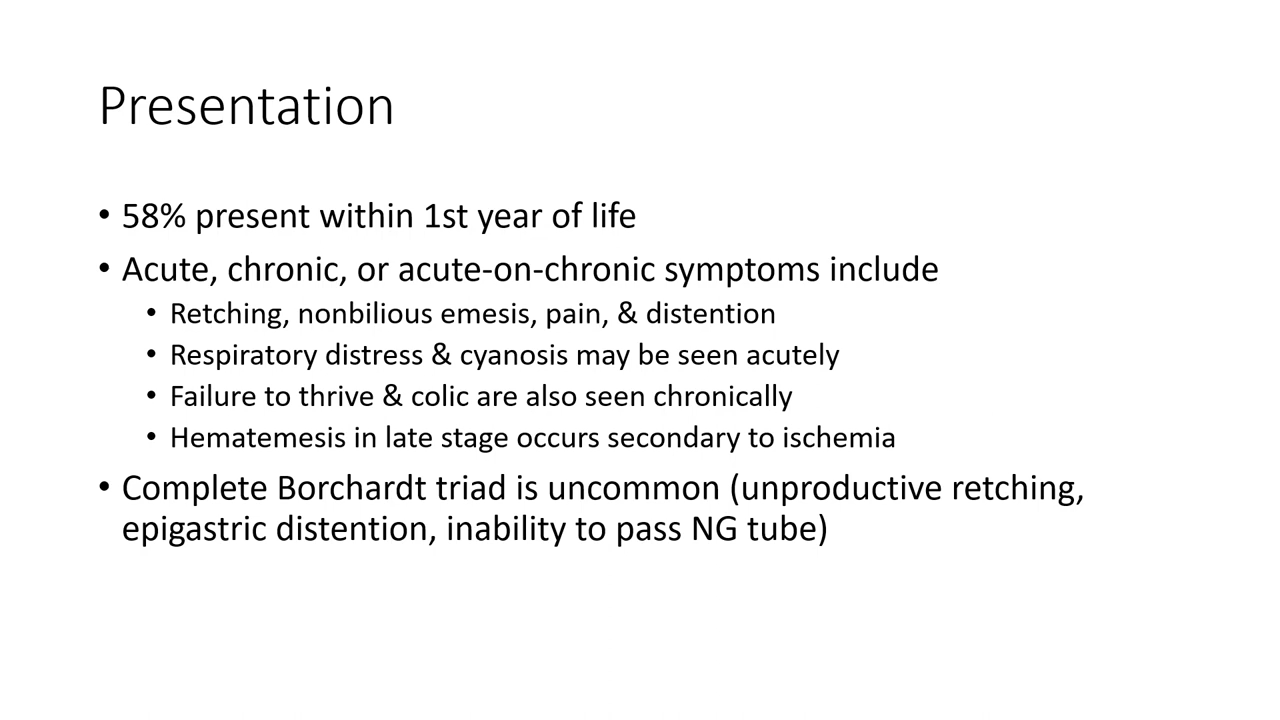 Presentation
• 58% present within 1st year of life
• Acute, chronic, or acute-on-chronic symptoms include
• Retching, nonbilious emesis, pain, & distention
• Respiratory distress & cyanosis may be seen acutely
• Failure to thrive & colic are also seen chronically
• Hematemesis in late stage occurs secondary to ischemia
• Complete Borchardt triad is uncommon (unproductive retching,
epigastric distention, inability to pass NG tube)